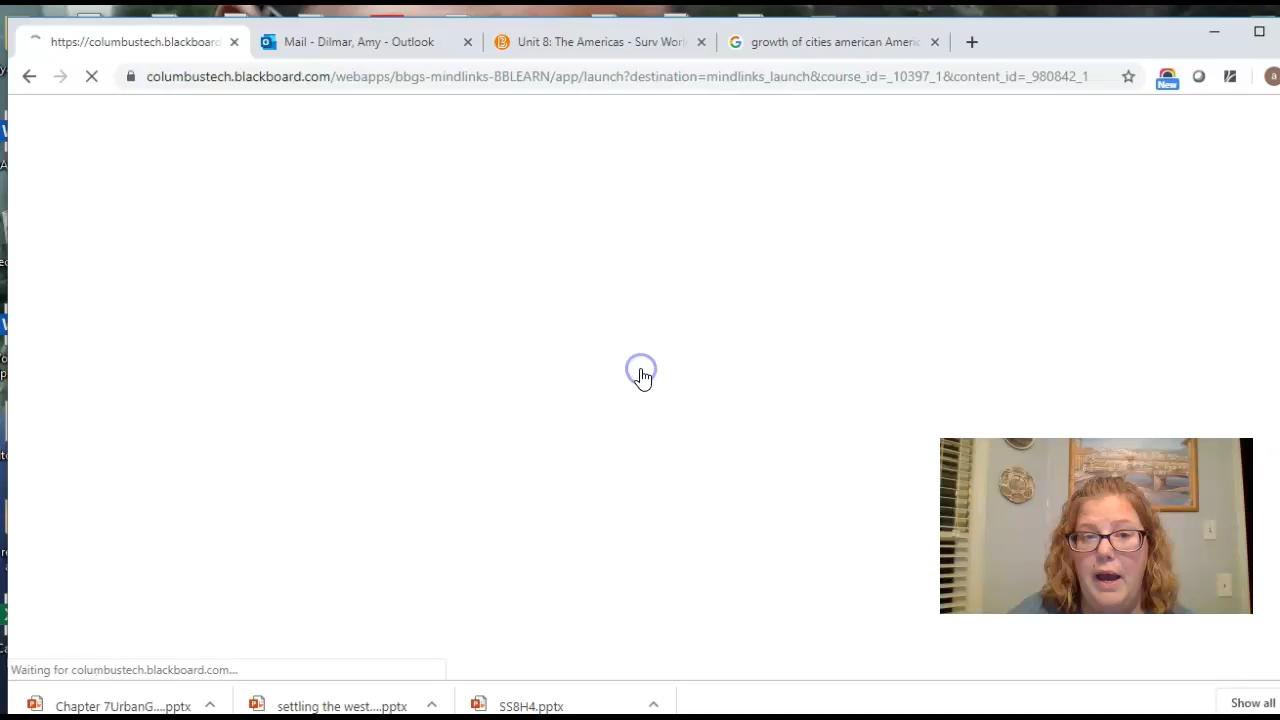 https://columbustech.blackboard
Mail - Dilmar, Amy - Outlook
Unit 8: The Americas - Surv Worl
growth of cities american Ameri
columbustech.blackboard.com/webapps/bbgs-mindlinks-BBLEARN/app/launch?destination=mindlinks_launch&course_id=_10397_1&content_id=_980842_1
New
a
Waiting for columbustech.blackboard.com...
Chapter 7UrbanG....pptx
settling the west....pptx
SS8H4.pptx
Show all